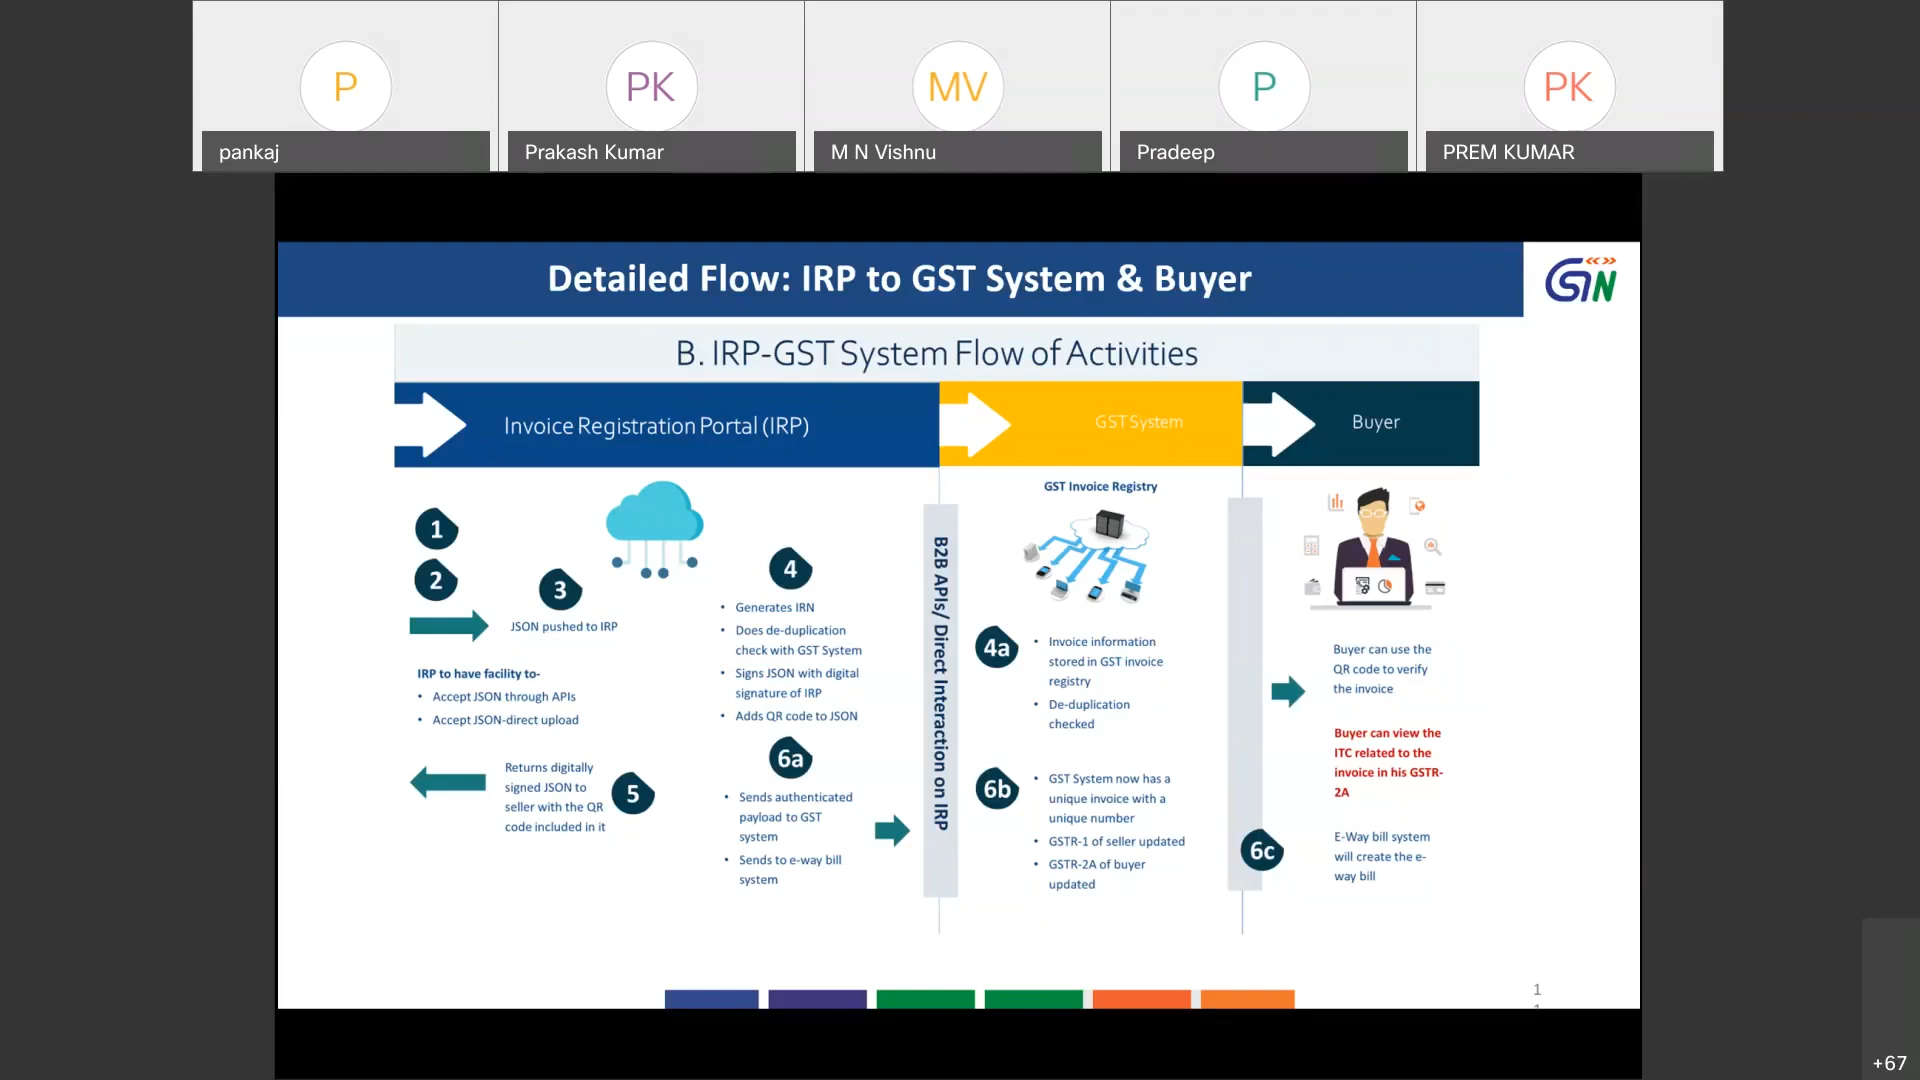 P
PK
MV
P
PK
pankaj
Prakash Kumar
M N Vishnu
Pradeep
PREM KUMAR
Detailed Flow: IRP to GST System & Buyer
GSTN
B. IRP-GST System Flow of Activities
Invoice Registration Portal (IRP)
GST System
Buyer
1
2
3
JSON pushed to IRP
IRP to have facility to-
• Accept JSON through APIs
• Accept JSON-direct upload
Returns digitally
signed JSON to
seller with the QR
code included in it
5
4
• Generates IRN
• Does de-duplication
check with GST System
• Signs JSON with digital
signature of IRP
• Adds QR code to JSON
6a
• Sends authenticated
payload to GST
system
• Sends to e-way bill
system
B2B APIs/ Direct Interaction on IRP
GST Invoice Registry
4a
• Invoice information
stored in GST invoice
registry
• De-duplication
checked
6b
• GST System now has a
unique invoice with a
unique number
• GSTR-1 of seller updated
• GSTR-2A of buyer
updated
Buyer can use the
QR code to verify
the invoice
Buyer can view the
ITC related to the
invoice in his GSTR-
2A
6c
E-Way bill system
will create the e-
way bill
1
+67